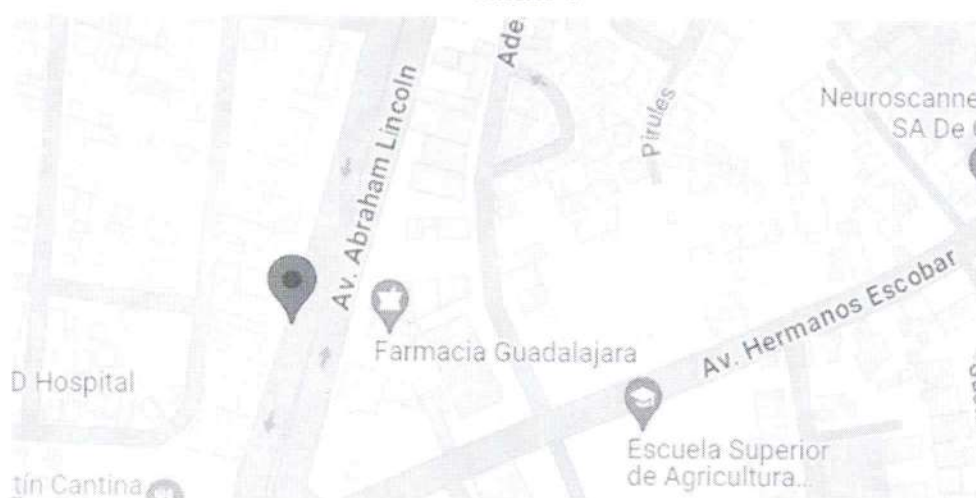 Ade
Pirules
Neuroscanne
SA De
Av. Abraham Lincoln
Farmacia Guadalajara
Av. Hermanos Escobar
D Hospital
Escuela Superior
de Agricultura...
tín Cantina